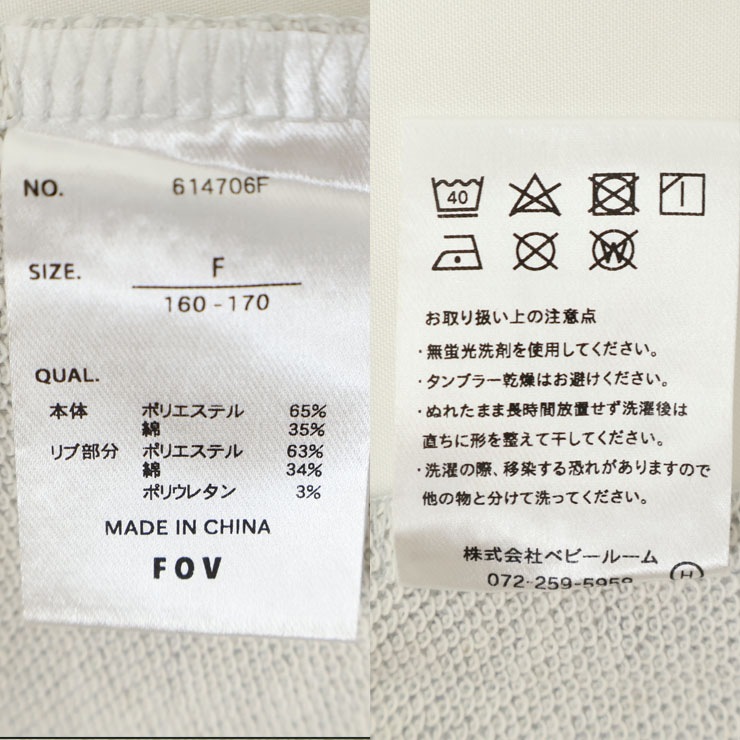 NO. 614706F
SIZE. F
160-170
QUAL.
本体 ポリエステル 65%
綿 35%
リブ部分 ポリエステル 63%
綿 34%
ポリウレタン 3%
MADE IN CHINA
FOV
40
W
お取り扱い上の注意点
・無蛍光洗剤を使用してください。
・タンブラー乾燥はお避けください。
・ぬれたまま長時間放置せず洗濯後は
直ちに形を整えて干してください。
・洗濯の際、移染する恐れがありますので
他の物と分けて洗ってください。
株式会社ベビールーム
072-259-5958
H